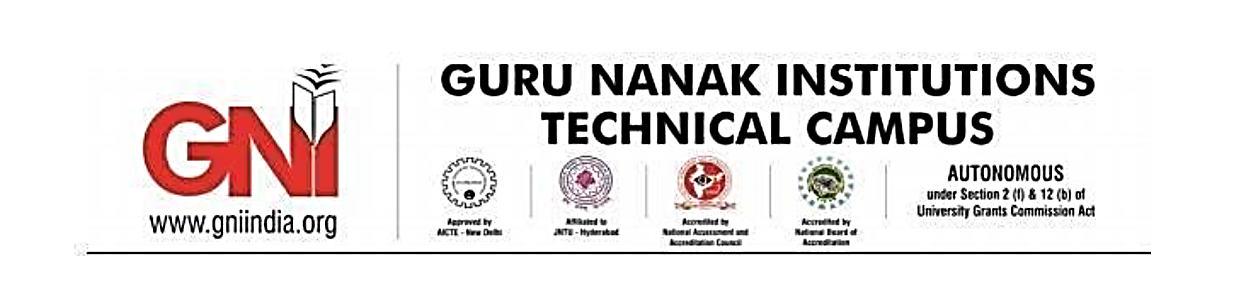 GNI
www.gniindia.org
GURU NANAK INSTITUTIONS
TECHNICAL CAMPUS
Approved by
AICTE - New Delhi
Affiliated to
JNTU - Hyderabad
Accredited by
National Assessment and
Accreditation Council
Accredited by
National Board of
Accreditation
AUTONOMOUS
under Section 2 (f) & 12 (b) of
University Grants Commission Act